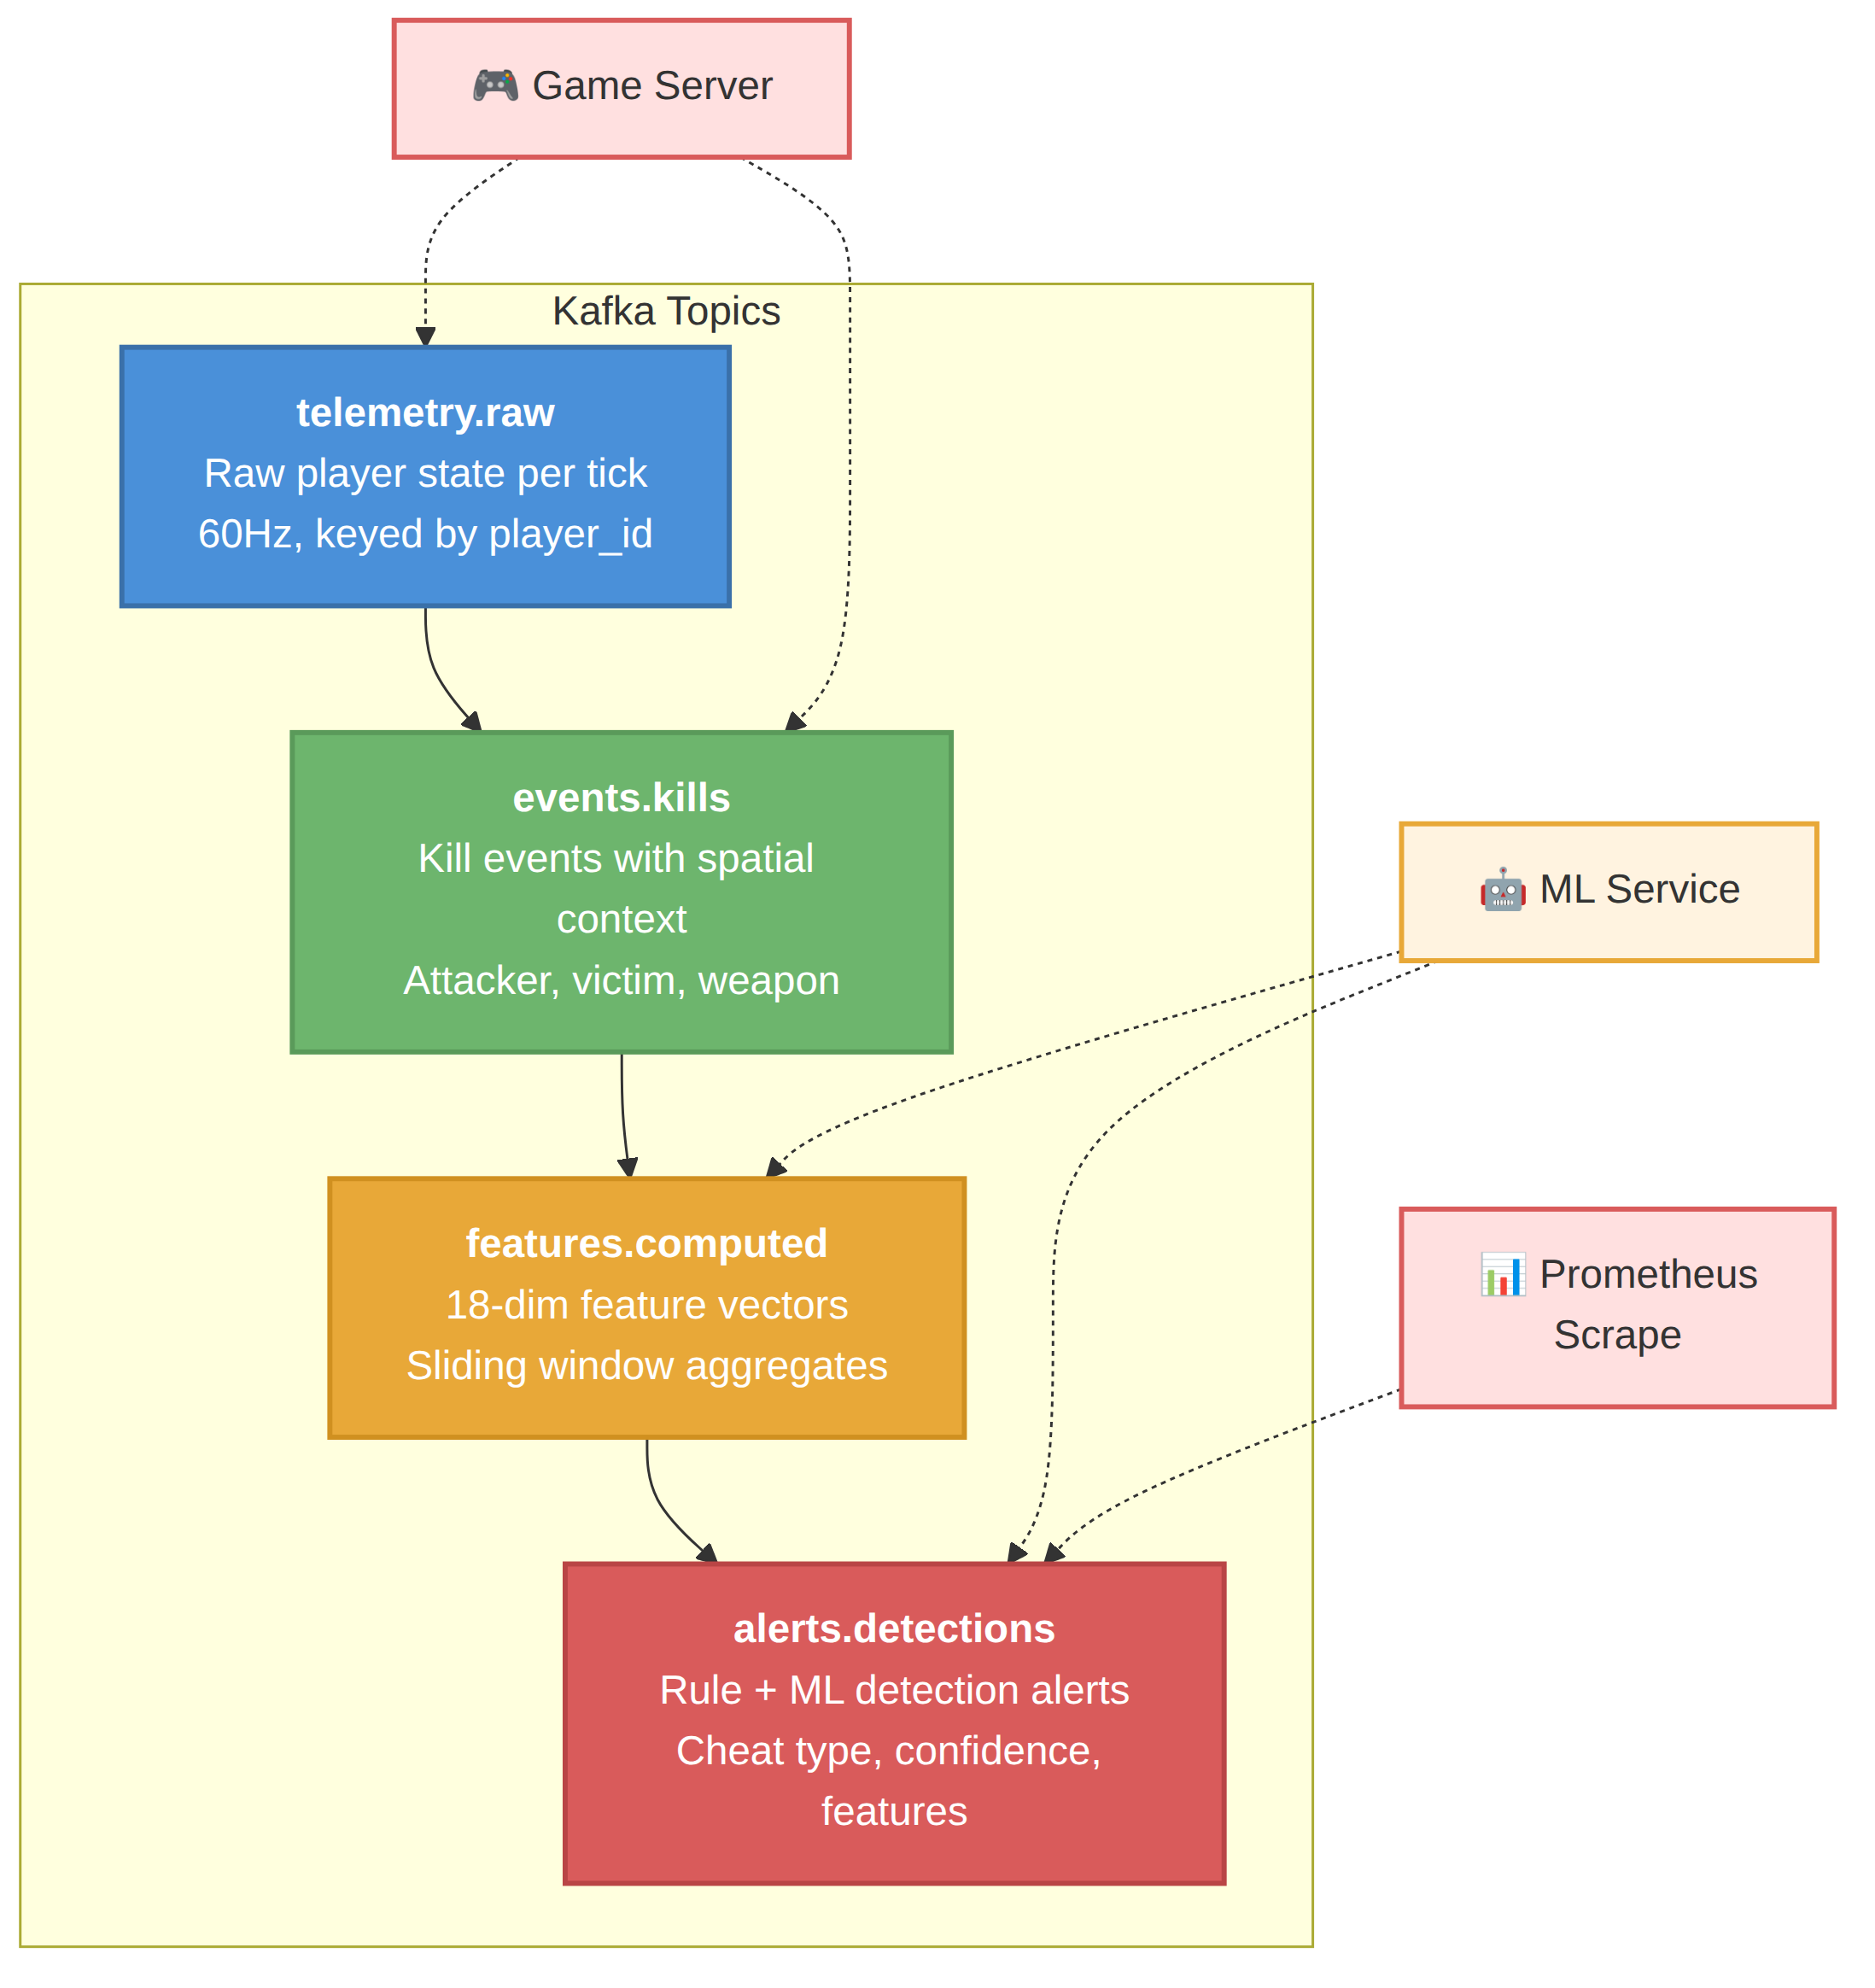 🎮 Game Server
Kafka Topics
telemetry.raw
Raw player state per tick
60Hz, keyed by player_id
events.kills
Kill events with spatial
context
Attacker, victim, weapon
🤖 ML Service
features.computed
18-dim feature vectors
Sliding window aggregates
📊 Prometheus
Scrape
alerts.detections
Rule + ML detection alerts
Cheat type, confidence,
features